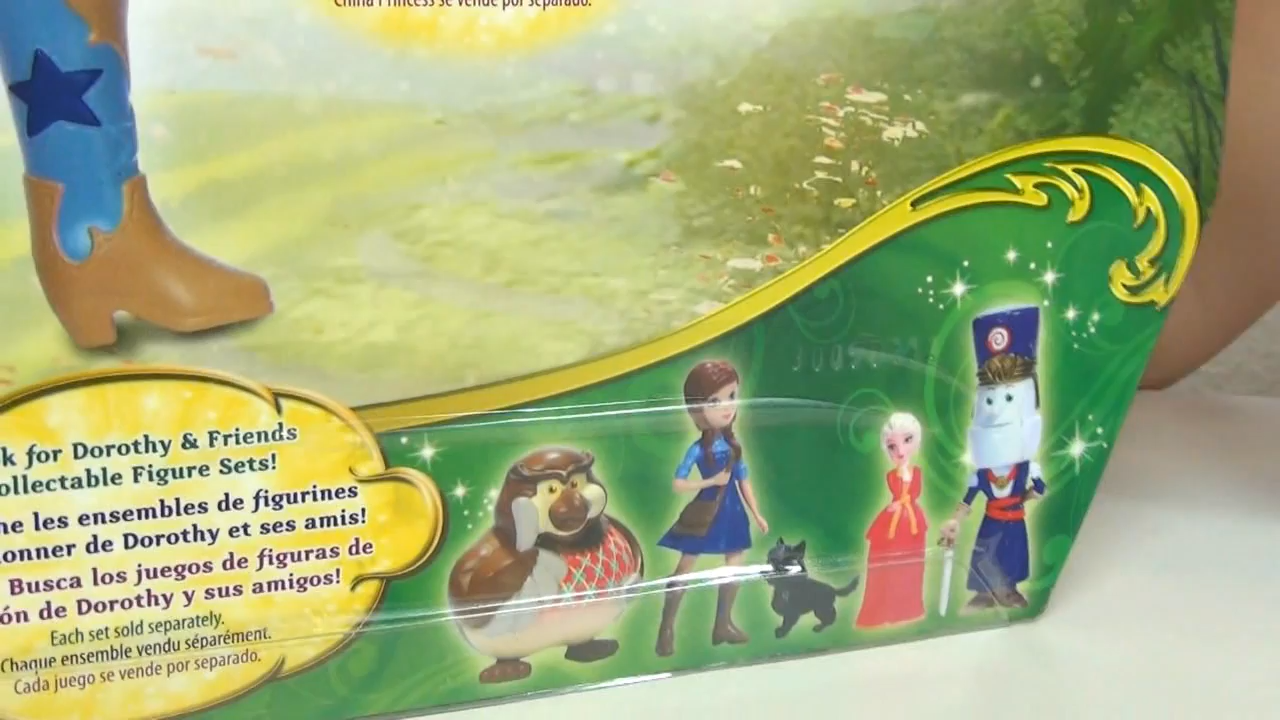 China Princess se vende por separado.
k for Dorothy & Friends
ollectable Figure Sets!
he les ensembles de figurines
ionner de Dorothy et ses amis!
Busca los juegos de figuras de
ón de Dorothy y sus amigos!
Each set sold separately.
Chaque ensemble vendu séparément.
Cada juego se vende por separado.